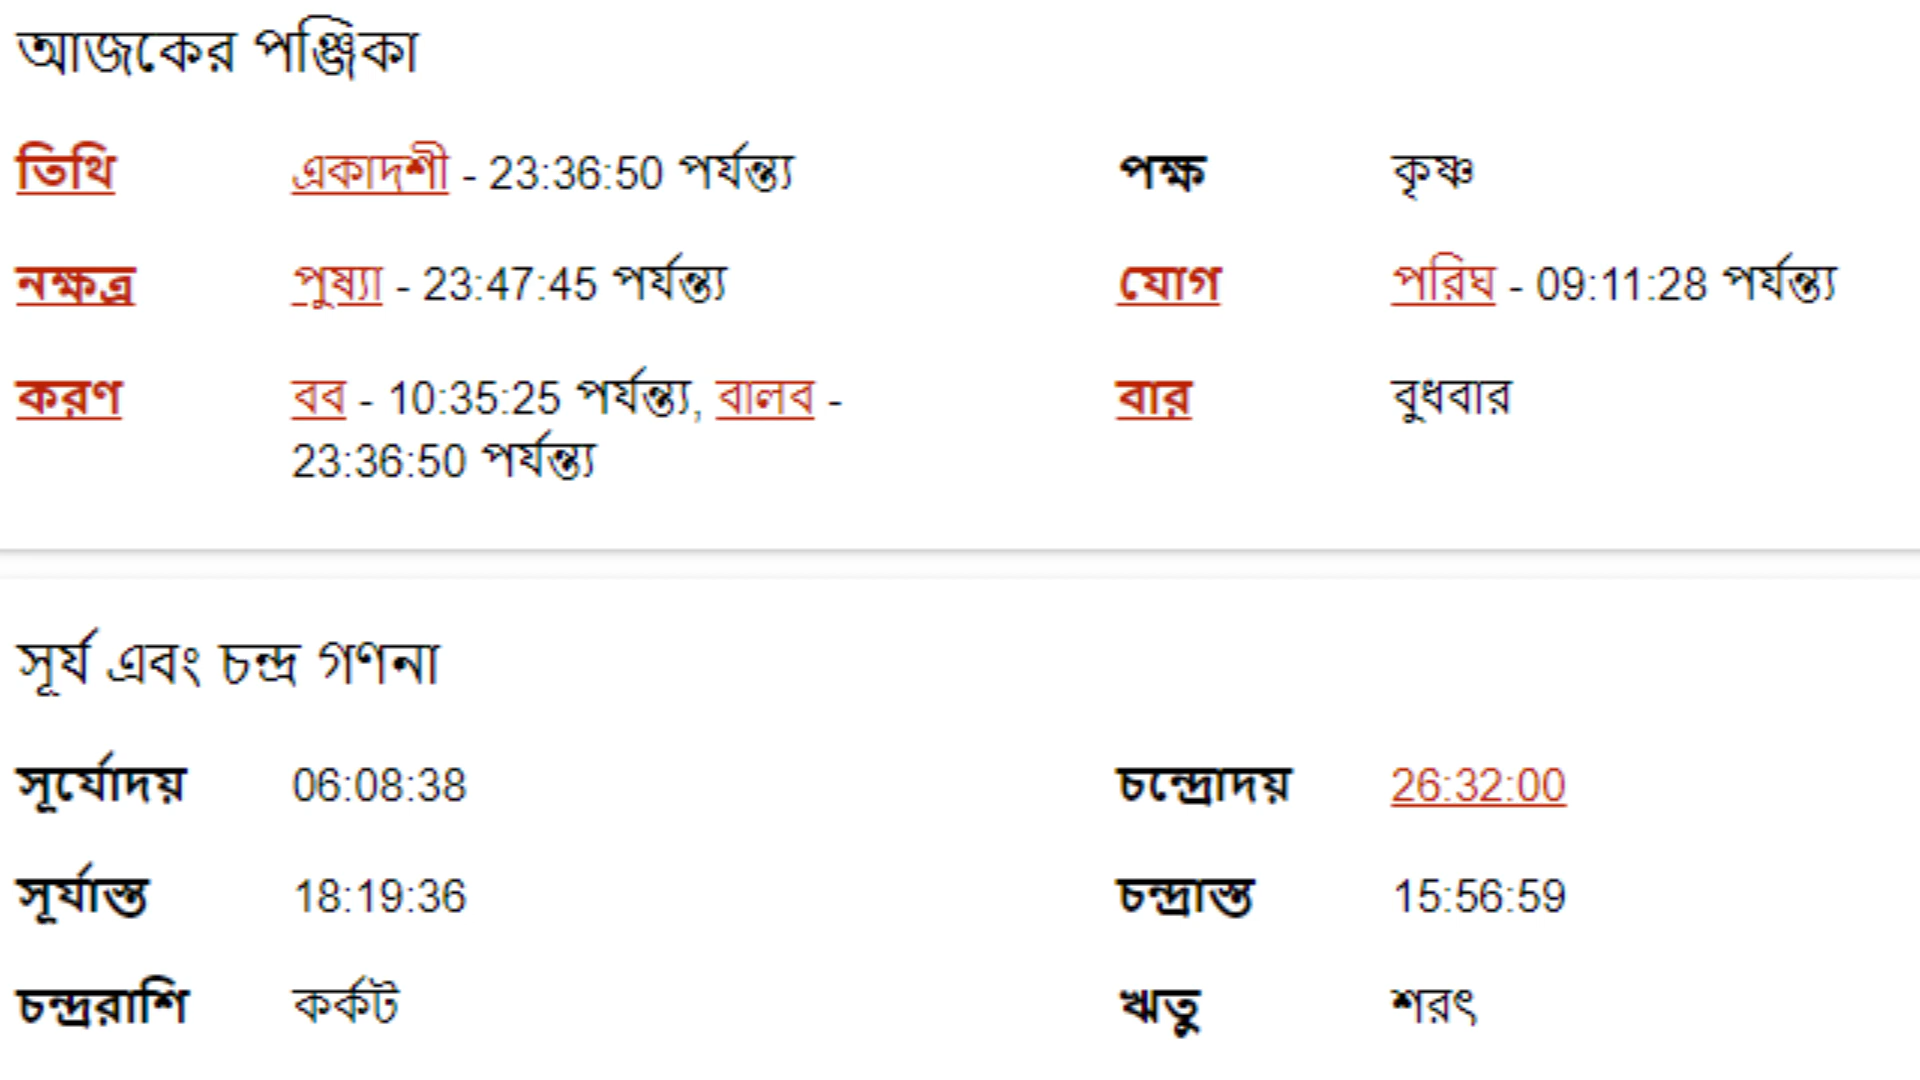 আজকের পঞ্জিকা
তিথি একাদশী - 23:36:50 পর্যন্ত্য পক্ষ কৃষ্ণ
নক্ষত্র পুষ্যা - 23:47:45 পর্যন্ত্য যোগ পরিঘ - 09:11:28 পর্যন্ত্য
করণ বব - 10:35:25 পর্যন্ত্য, বালব - বার বুধবার
23:36:50 পর্যন্ত্য
সূর্য এবং চন্দ্র গণনা
সূর্যোদয় 06:08:38 চন্দ্রোদয় 26:32:00
সূর্যাস্ত 18:19:36 চন্দ্রাস্ত 15:56:59
চন্দ্ররাশি কর্কট ঋতু শরৎ